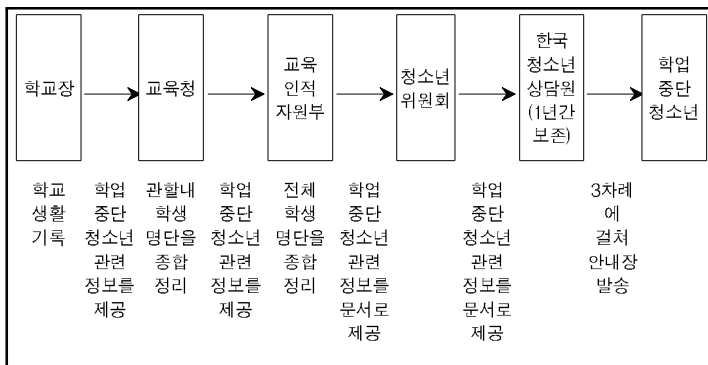 학교장
교육청
교육
인적
자원부
청소년
위원회
한국
청소년
상담원
(1년간
보존)
학업
중단
청소년
학교
생활
기록
학업
중단
청소년
관련
정보를
제공
관할내
학생
명단을
종합
정리
학업
중단
청소년
관련
정보를
제공
전체
학생
명단을
종합
정리
학업
중단
청소년
관련
정보를
문서로
제공
학업
중단
청소년
관련
정보를
문서로
제공
3차례
에
걸쳐
안내장
발송